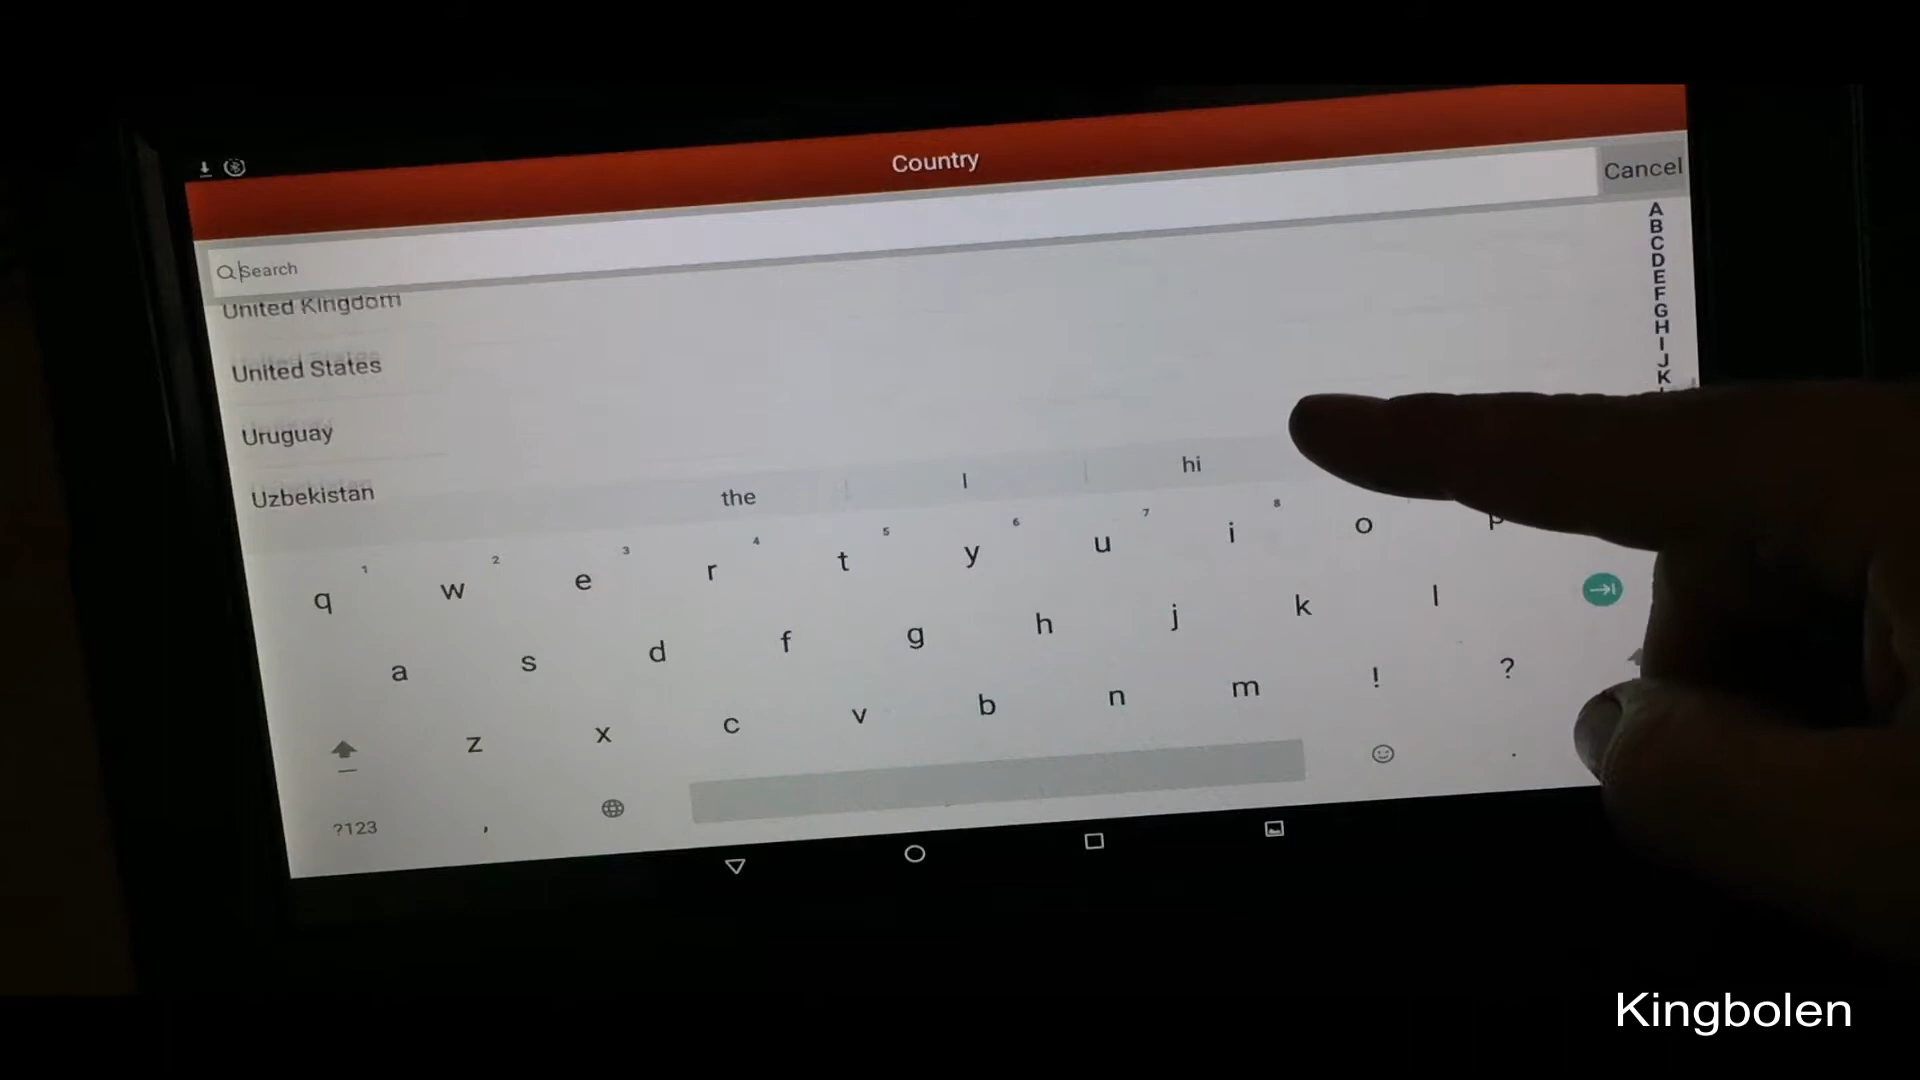 Country
Search
Cancel
United Kingdom
United States
Uruguay
Uzbekistan
A
B
C
D
E
F
G
H
I
J
K
the
I
hi
1 2 3 4 5 6 7 8
q w e r t y u i o p
a s d f g h j k l
z x c v b n m ! ?
?123 , .
Kingbolen